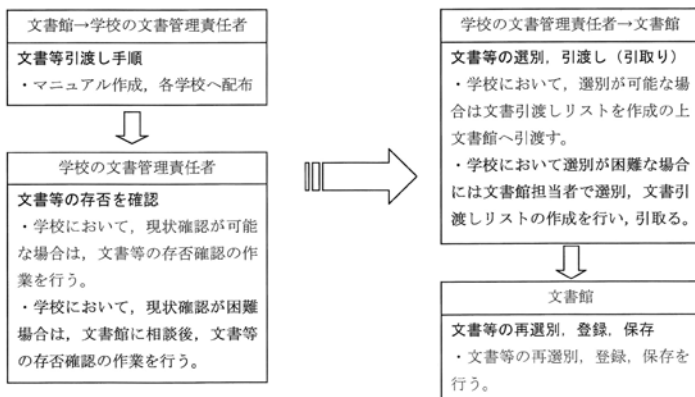 文書館→学校の文書管理責任者
文書等引渡し手順
・マニュアル作成，各学校へ配布
学校の文書管理責任者
文書等の存否を確認
・学校において，現状確認が可能
な場合は，文書等の存否確認の作
業を行う。
・学校において，現状確認が困難
場合は，文書館に相談後，文書等
の存否確認の作業を行う。
学校の文書管理責任者→文書館
文書等の選別，引渡し（引取り）
・学校において，選別が可能な場
合は文書引渡しリストを作成の上
文書館へ引渡す。
・学校において選別が困難な場合
には文書館担当者で選別，文書引
渡しリストの作成を行い，引取る。
文書館
文書等の再選別，登録，保存
・文書等の再選別，登録，保存を
行う。